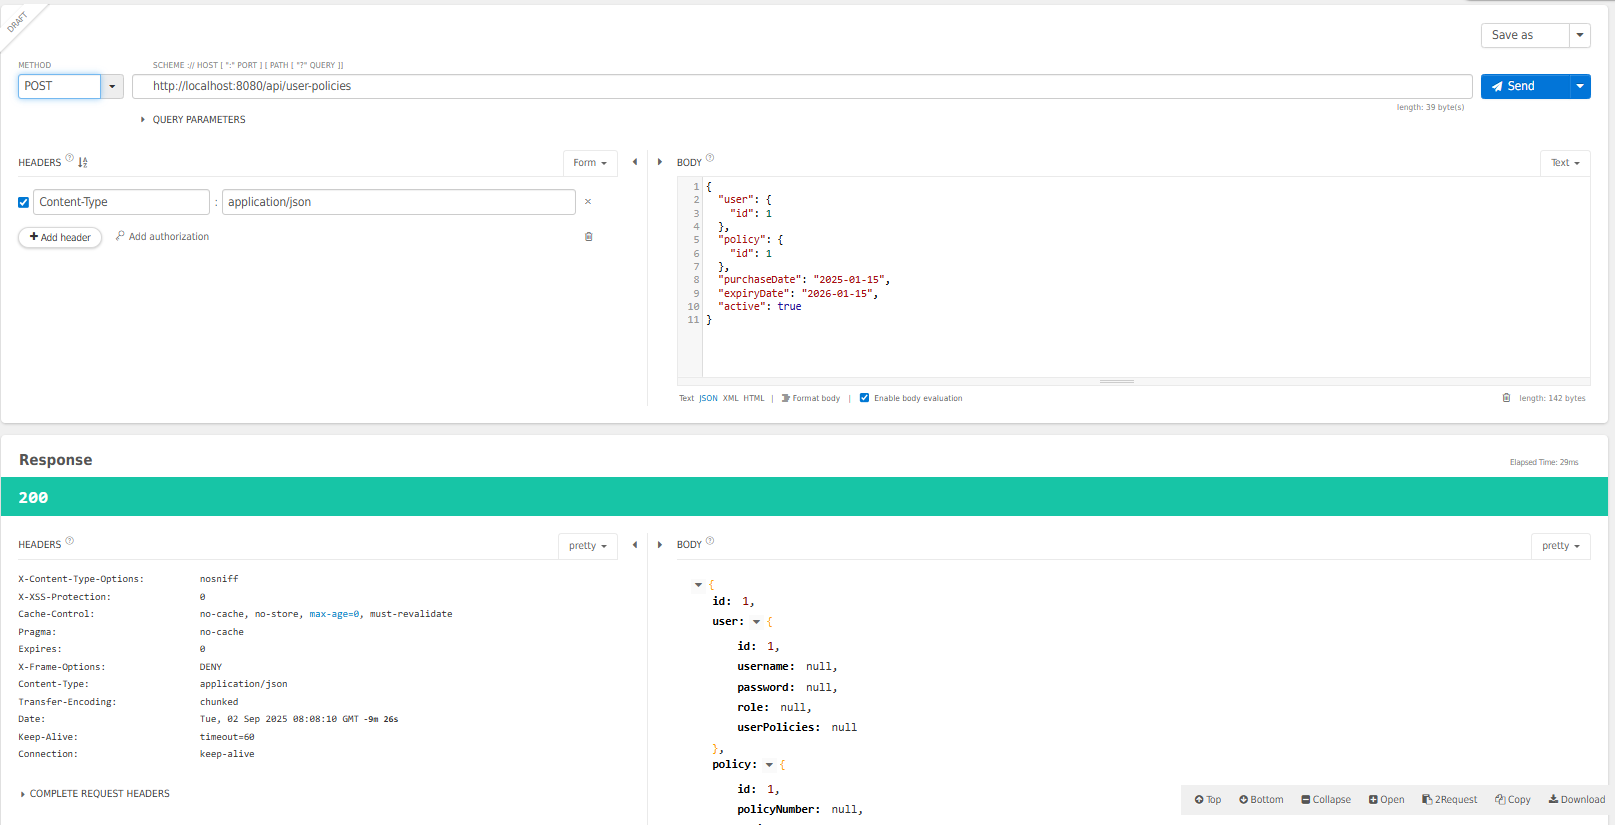 DRAFT
Save as
METHOD
SCHEME :// HOST [ ":" PORT ] [ PATH [ "?" QUERY ]]
POST
http://localhost:8080/api/user-policies
Send
length: 39 byte(s)
QUERY PARAMETERS
HEADERS ?
Form
BODY ?
Text
Content-Type : application/json ×
+ Add header
Add authorization
1 {
2 "user": {
3 "id": 1
4 },
5 "policy": {
6 "id": 1
7 },
8 "purchaseDate": "2025-01-15",
9 "expiryDate": "2026-01-15",
10 "active": true
11 }
Text JSON XML HTML | Format body | Enable body evaluation
length: 142 bytes
Response
Elapsed Time: 29ms
200
HEADERS ?
pretty
BODY ?
pretty
X-Content-Type-Options: nosniff
X-XSS-Protection: 0
Cache-Control: no-cache, no-store, max-age=0, must-revalidate
Pragma: no-cache
Expires: 0
X-Frame-Options: DENY
Content-Type: application/json
Transfer-Encoding: chunked
Date: Tue, 02 Sep 2025 08:08:10 GMT -9m 26s
Keep-Alive: timeout=60
Connection: keep-alive
COMPLETE REQUEST HEADERS
{
id: 1,
user: {
id: 1,
username: null,
password: null,
role: null,
userPolicies: null
},
policy: {
id: 1,
policyNumber: null,
Top Bottom Collapse Open 2Request Copy Download